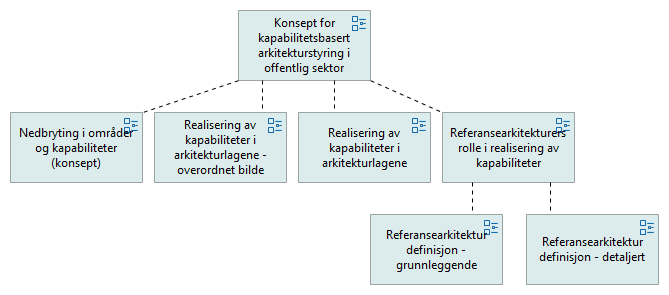 Konsept for
kapabilitetsbasert
arkitekturstyring i
offentlig sektor
Nedbryting i områder
og kapabiliteter
(konsept)
Realisering av
kapabiliteter i
arkitekturlagene -
overordnet bilde
Realisering av
kapabiliteter i
arkitekturlagene
Referansearkitekturers
rolle i realisering av
kapabiliteter
Referansearkitektur
definisjon -
grunnleggende
Referansearkitektur
definisjon - detaljert